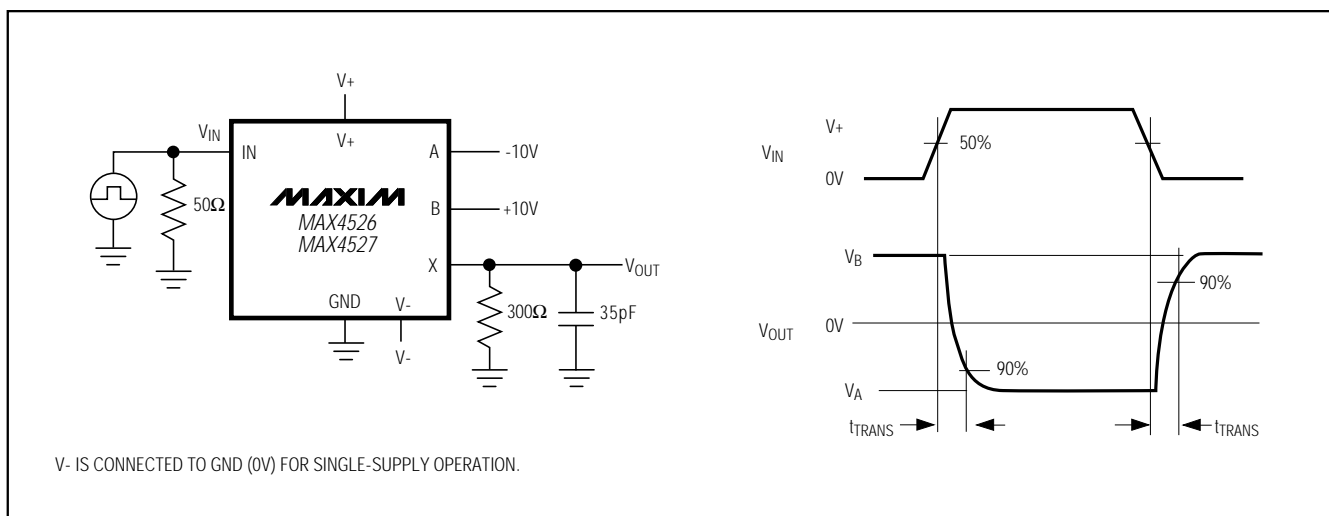 V+
VIN
IN
V+
A
-10V
50Ω
MAXIM
MAX4526
MAX4527
B
+10V
X
VOUT
GND
V-
300Ω
35pF
V-
V- IS CONNECTED TO GND (0V) FOR SINGLE-SUPPLY OPERATION.
V+
VIN
50%
0V
VB
90%
VOUT
0V
90%
VA
tTRANS
tTRANS